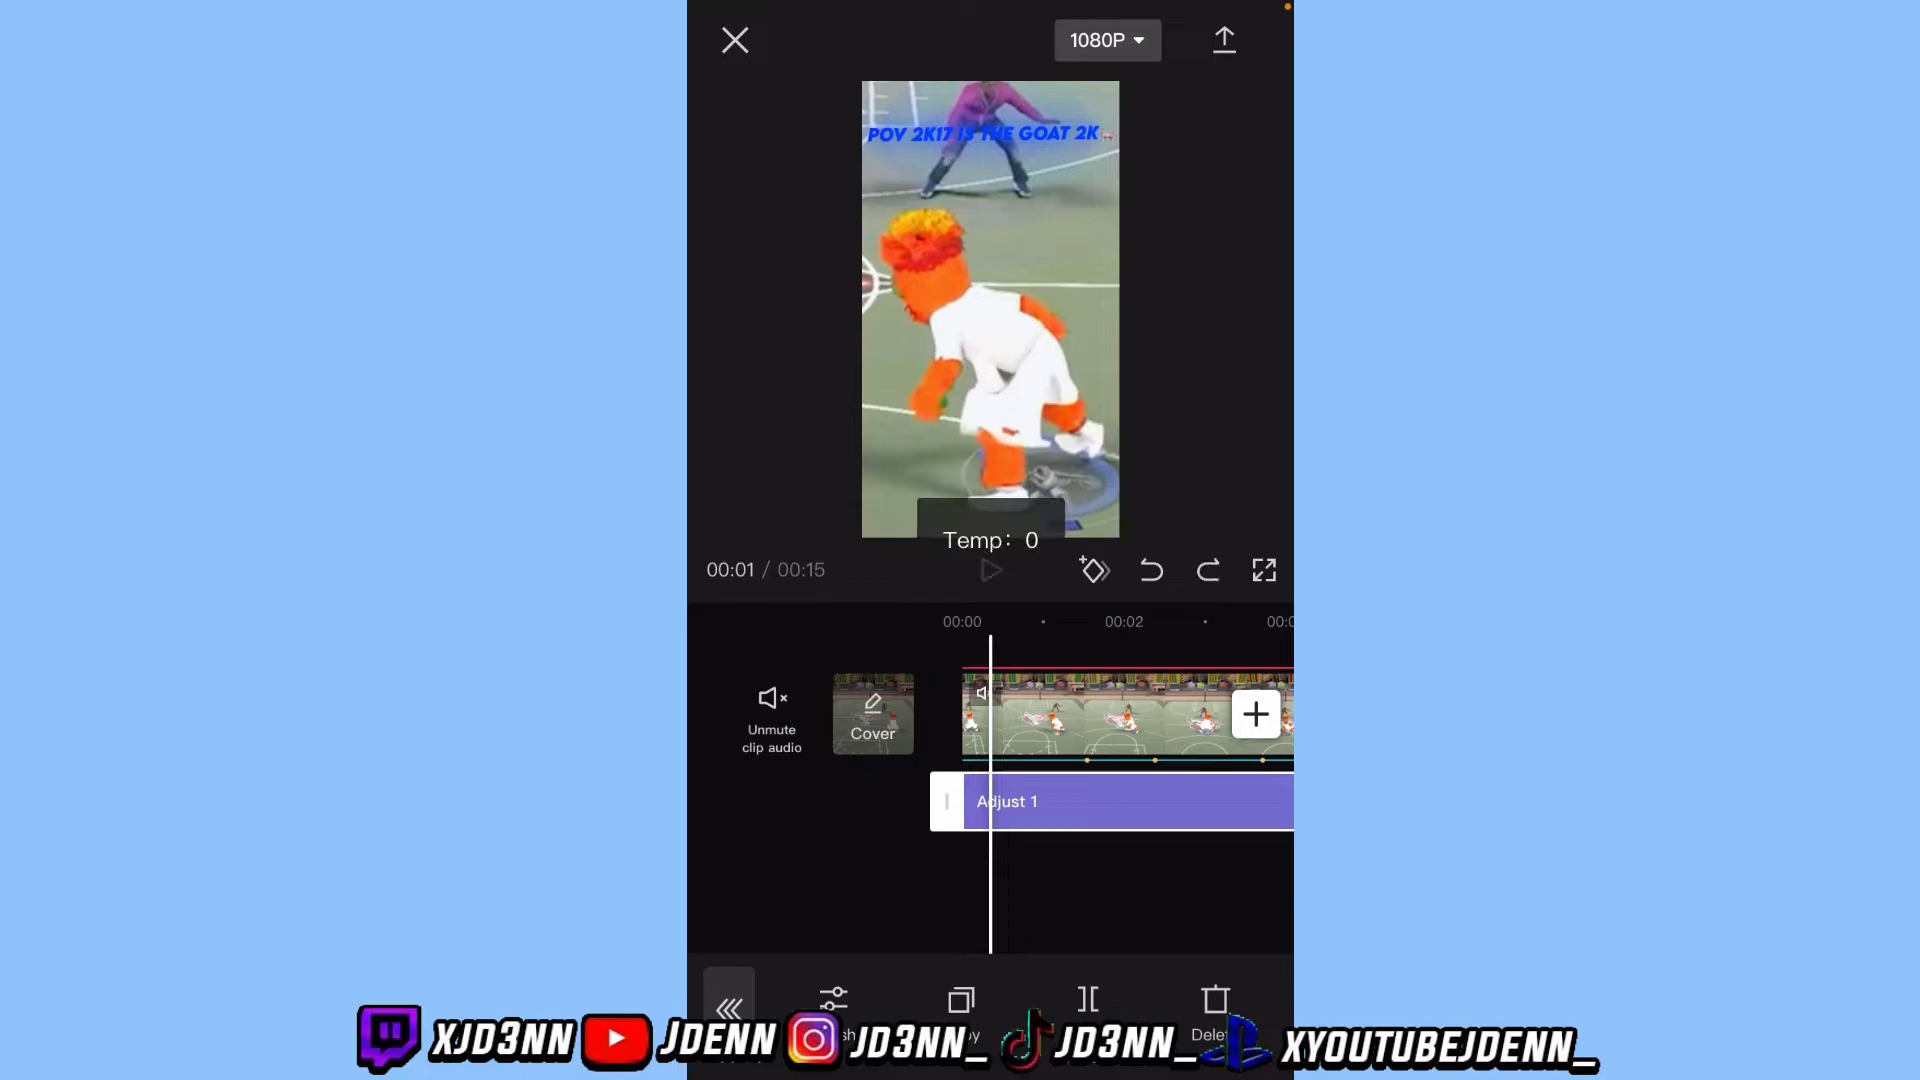 1080P
POV 2K17 IS THE GOAT 2K
Temp: 0
00:01 / 00:15
00:00
00:02
Unmute
clip audio
Cover
Adjust 1
XJD3NN
JDENN
JD3NN_
JD3NN_
XYOUTUBEJDENN_